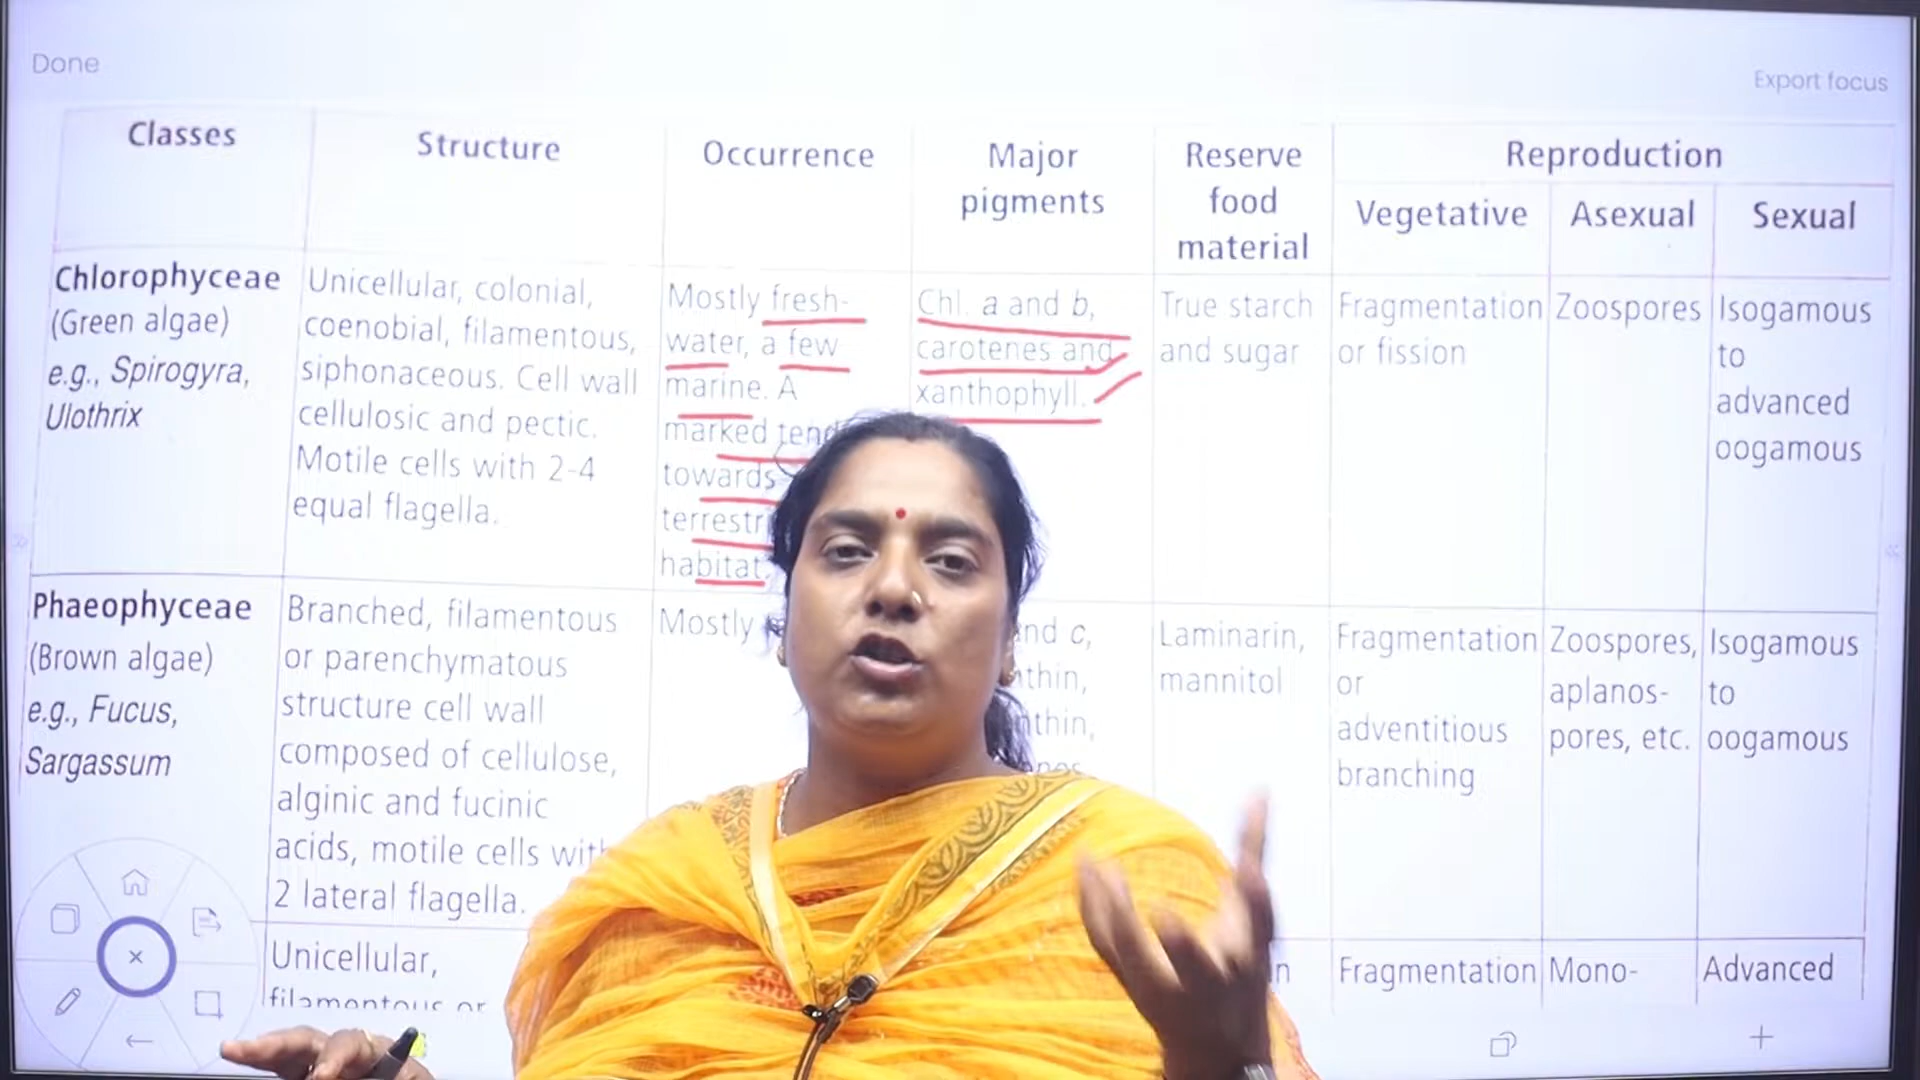 Done
Export focus
Classes
Structure
Occurrence
Major
pigments
Reserve
food
material
Reproduction
Vegetative
Asexual
Sexual
Chlorophyceae
(Green algae)
e.g., Spirogyra,
Ulothrix
Unicellular, colonial,
coenobial, filamentous,
siphonaceous. Cell wall
cellulosic and pectic.
Motile cells with 2-4
equal flagella.
Mostly fresh-
water, a few
marine. A
marked
towards
habitat.
Chl. a and b,
carotenes and
xanthophyll.
True starch
and sugar
Fragmentation
or fission
Zoospores
Isogamous
to
advanced
oogamous
Phaeophyceae
(Brown algae)
e.g., Fucus,
Sargassum
Branched, filamentous
or parenchymatous
structure cell wall
composed of cellulose,
alginic and fucinic
acids, motile cells with
2 lateral flagella.
Mostly
and c,
Laminarin,
mannitol
Fragmentation
or
adventitious
branching
Zoospores,
aplanos-
pores, etc.
Isogamous
to
oogamous
Unicellular,
filamentous or
Fragmentation
Mono-
Advanced